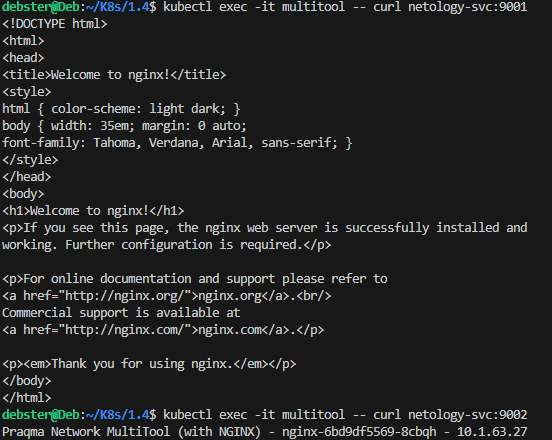 debster@Deb:~/K8s/1.4$ kubectl exec -it multitool -- curl netology-svc:9001
<!DOCTYPE html>
<html>
<head>
<title>Welcome to nginx!</title>
<style>
html { color-scheme: light dark; }
body { width: 35em; margin: 0 auto;
font-family: Tahoma, Verdana, Arial, sans-serif; }
</style>
</head>
<body>
<h1>Welcome to nginx!</h1>
<p>If you see this page, the nginx web server is successfully installed and
working. Further configuration is required.</p>

<p>For online documentation and support please refer to
<a href="http://nginx.org/">nginx.org</a>.<br/>
Commercial support is available at
<a href="http://nginx.com/">nginx.com</a>.</p>

<p><em>Thank you for using nginx.</em></p>
</body>
</html>
debster@Deb:~/K8s/1.4$ kubectl exec -it multitool -- curl netology-svc:9002
Praqma Network MultiTool (with NGINX) - nginx-6bd9df5569-8cbqh - 10.1.63.27